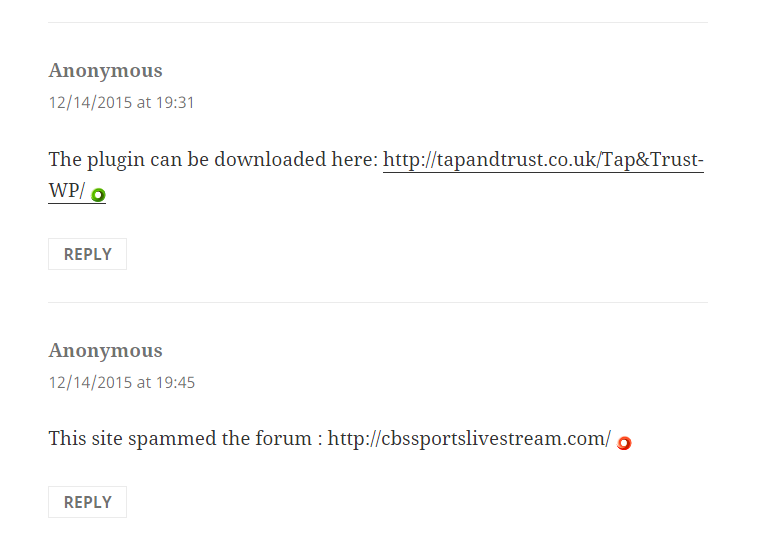 Anonymous
12/14/2015 at 19:31
The plugin can be downloaded here: http://tapandtrust.co.uk/Tap&Trust-
WP/
REPLY
Anonymous
12/14/2015 at 19:45
This site spammed the forum : http://cbssportslivestream.com/
REPLY